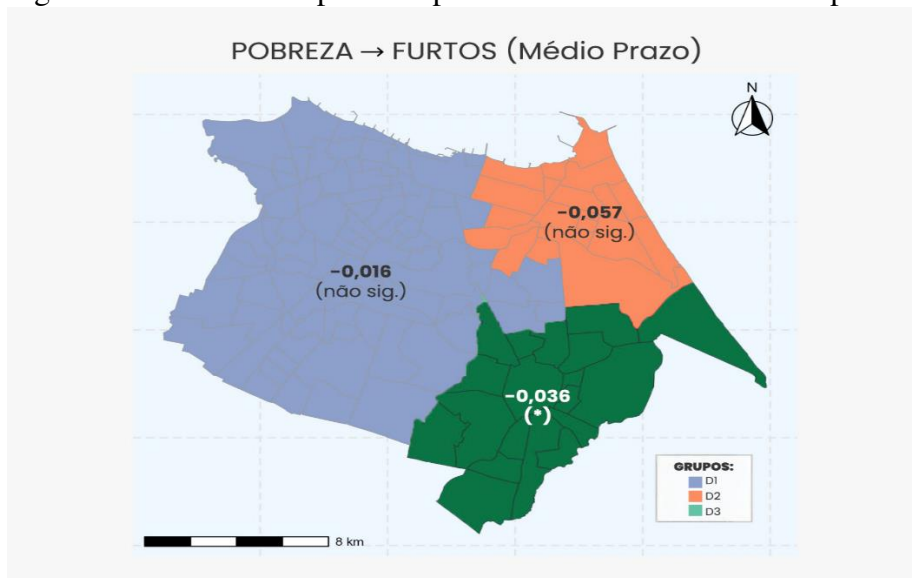 POBREZA → FURTOS (Médio Prazo)
N
-0,057
(não sig.)
-0,016
(não sig.)
-0,036
(*)
GRUPOS:
D1
D2
D3
8 km